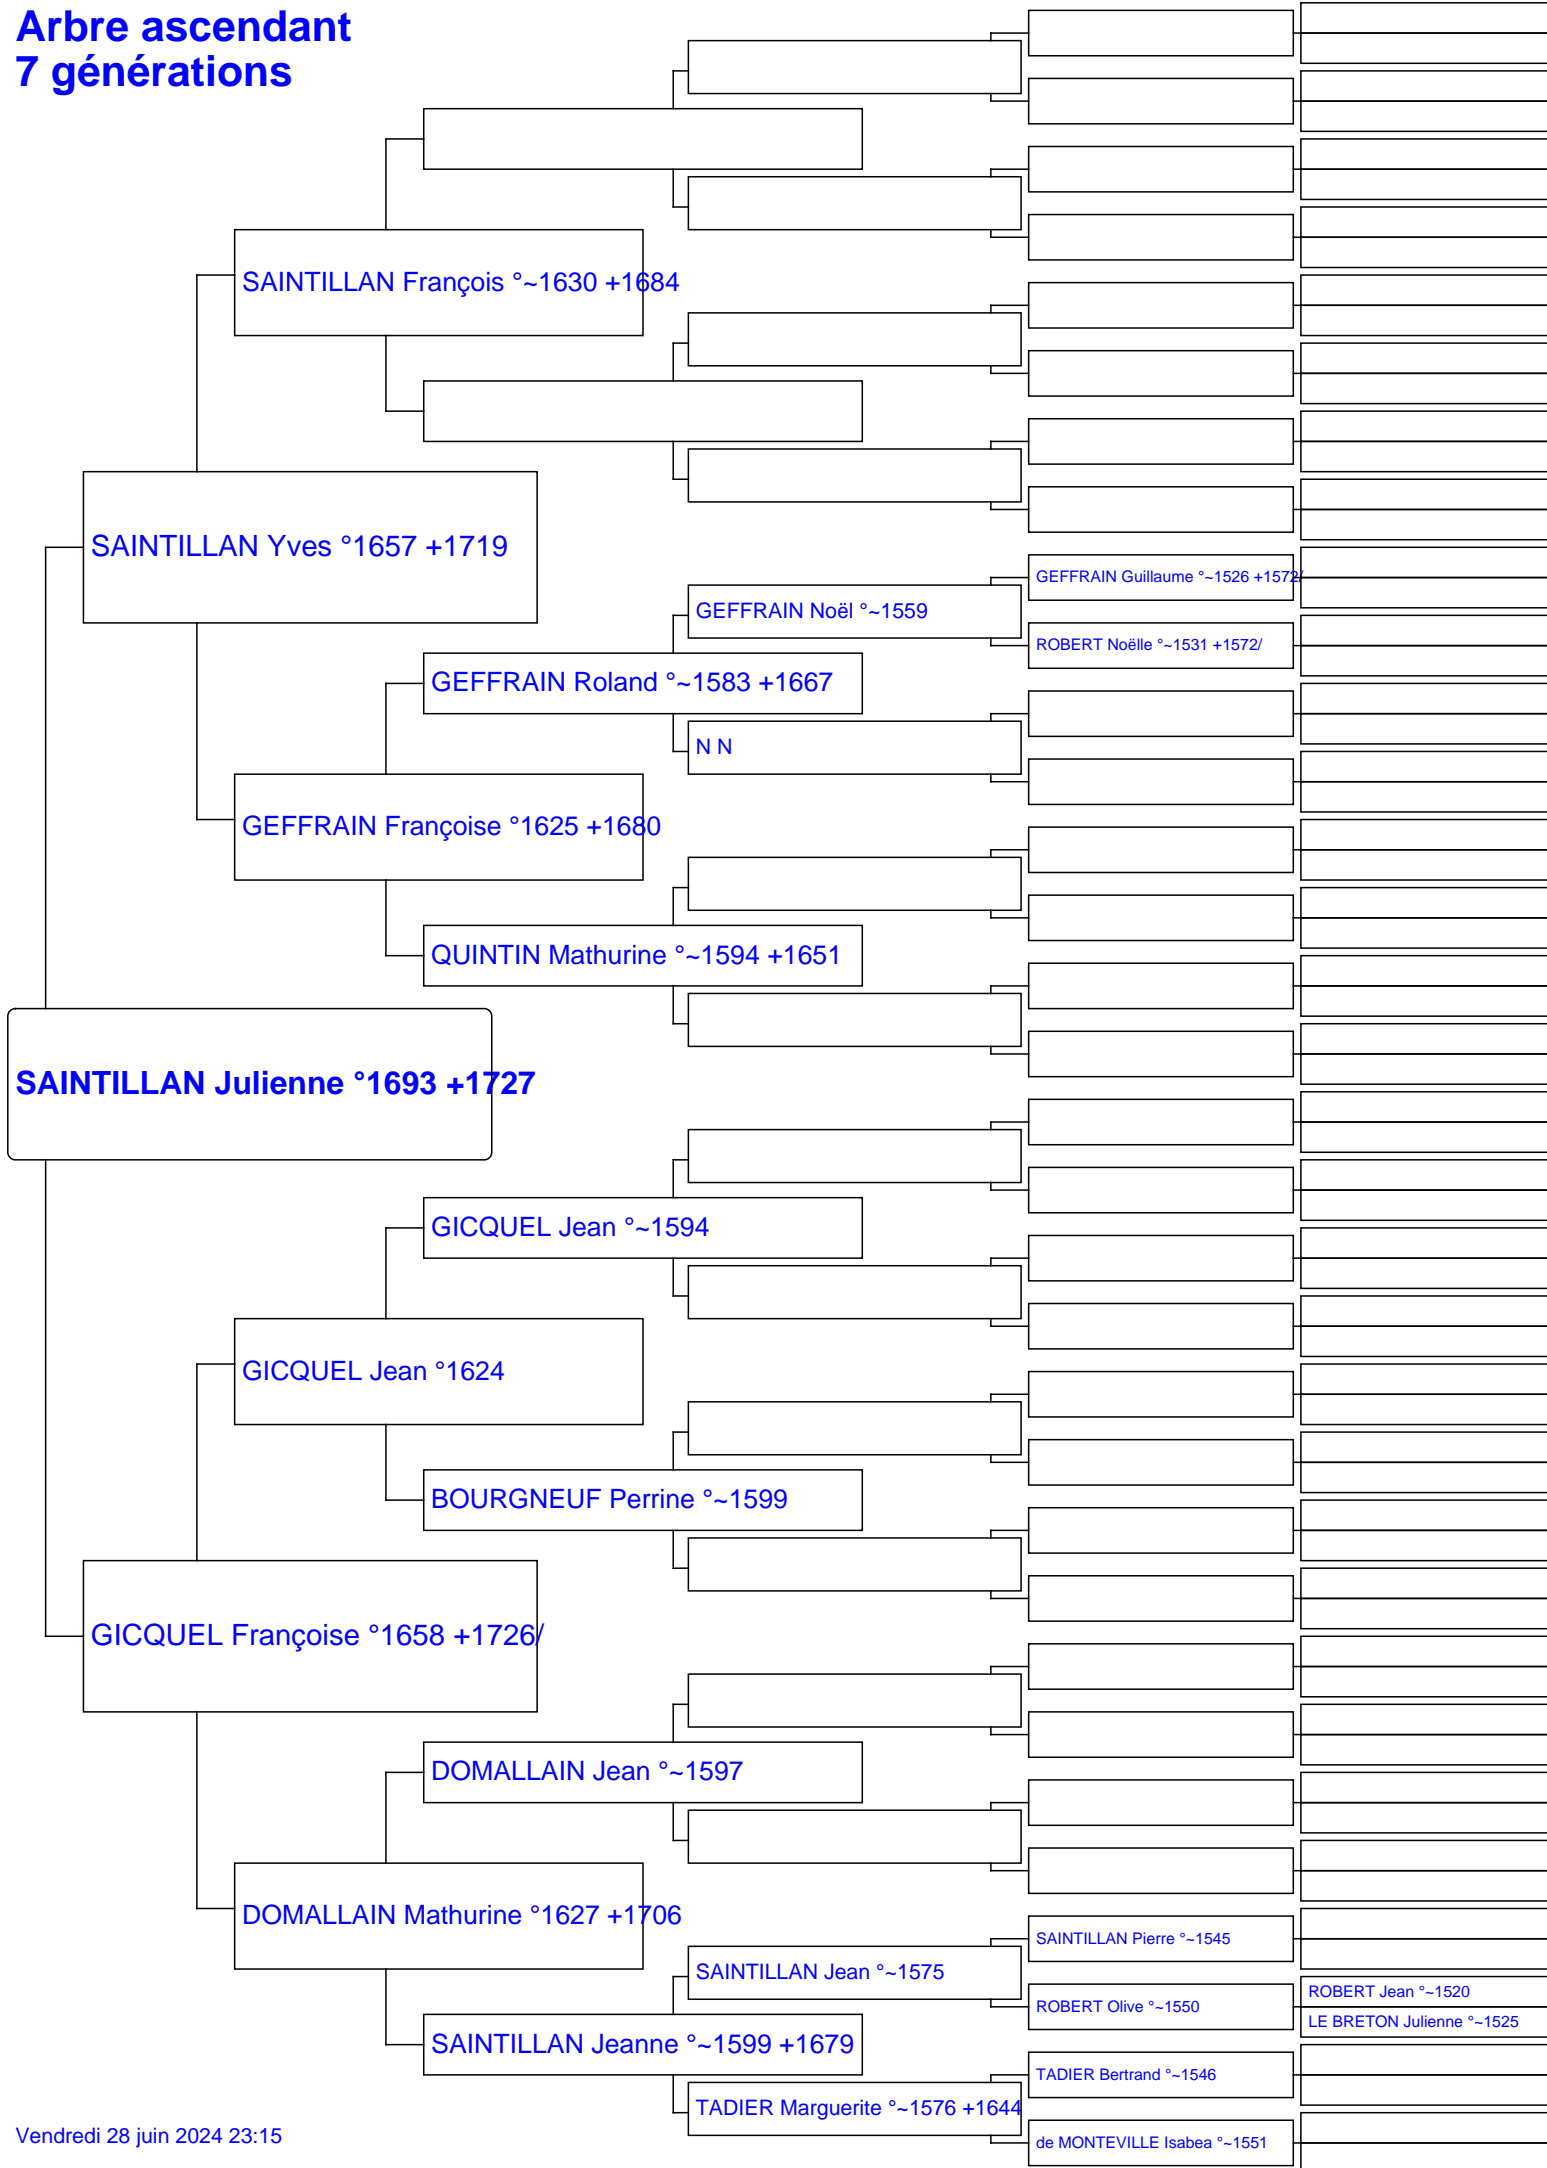 Arbre ascendant
7 générations
SAINTILLAN François °~1630 +1684
SAINTILLAN Yves °1657 +1719
GEFFRAIN Guillaume °~1526 +1572/
GEFFRAIN Noël °~1559
ROBERT Noëlle °~1531 +1572/
GEFFRAIN Roland °~1583 +1667
N N
GEFFRAIN Françoise °1625 +1680
QUINTIN Mathurine °~1594 +1651
SAINTILLAN Julienne °1693 +1727
GICQUEL Jean °~1594
GICQUEL Jean °1624
BOURGNEUF Perrine °~1599
GICQUEL Françoise °1658 +1726/
DOMALLAIN Jean °~1597
DOMALLAIN Mathurine °1627 +1706
SAINTILLAN Pierre °~1545
SAINTILLAN Jean °~1575
ROBERT Jean °~1520
ROBERT Olive °~1550
LE BRETON Julienne °~1525
SAINTILLAN Jeanne °~1599 +1679
TADIER Bertrand °~1546
TADIER Marguerite °~1576 +1644
de MONTEVILLE Isabea °~1551
Vendredi 28 juin 2024 23:15